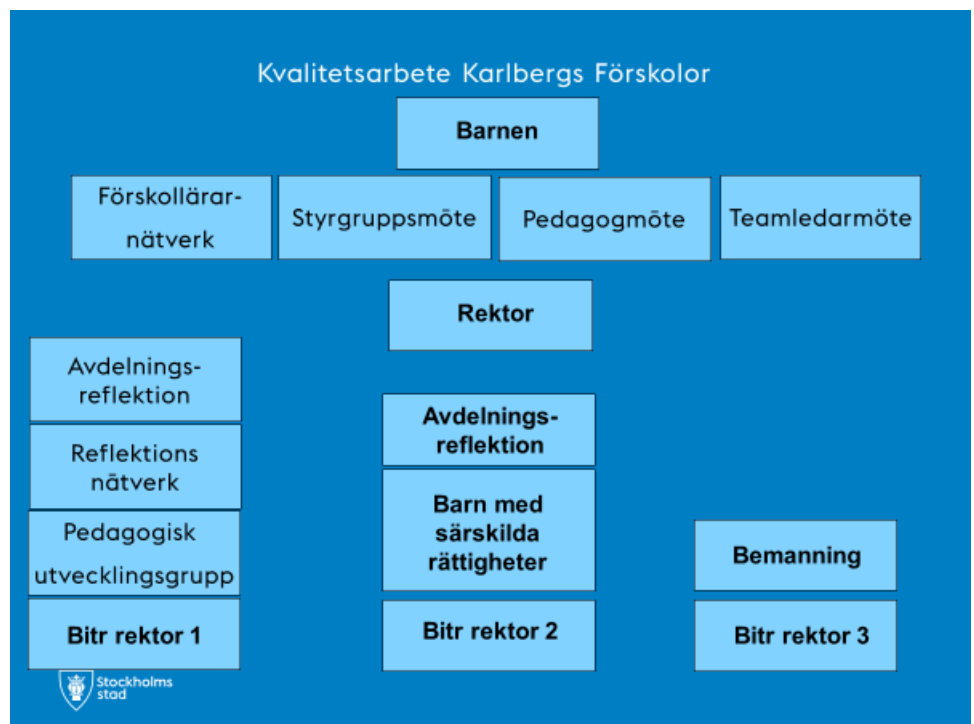 Kvalitetsarbete Karlbergs Förskolor
Barnen
Förskollärar-
nätverk
Styrgruppsmöte
Pedagogmöte
Teamledarmöte
Rektor
Avdelnings-
reflektion
Reflektions
nätverk
Pedagogisk
utvecklingsgrupp
Bitr rektor 1
Avdelnings-
reflektion
Barn med
särskilda
rättigheter
Bitr rektor 2
Bemanning
Bitr rektor 3
Stockholms
stad